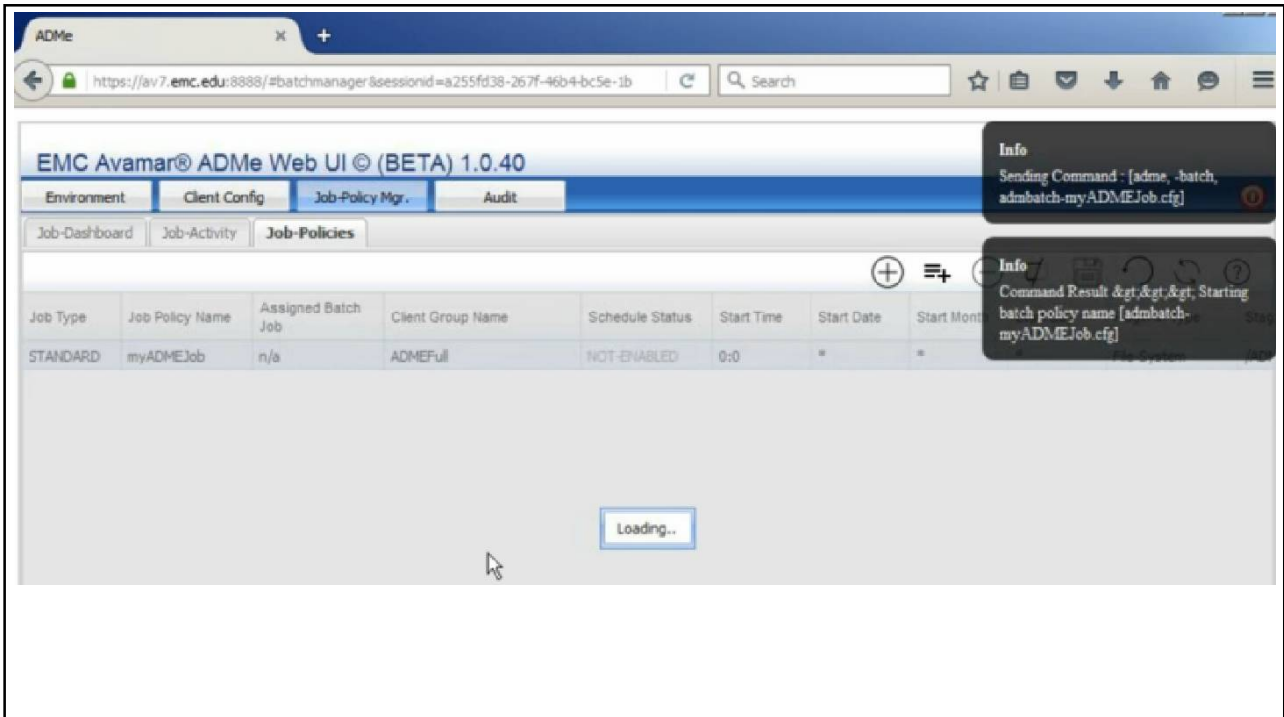 ADMe
https://av7.emc.edu:8888/#batchmanager&sessionid=a255fd38-267f-46b4-bc5e-1b
Search
EMC Avamar® ADMe Web UI © (BETA) 1.0.40
Info
Sending Command : [adme, -batch,
admbatch-myADMEJob.cfg]
Environment Client Config Job-Policy Mgr. Audit
Job-Dashboard Job-Activity Job-Policies
Info
Command Result &gt;&gt;&gt; Starting
batch policy name [admbatch-
myADMEJob.cfg]
Job Type Job Policy Name Assigned Batch Job Client Group Name Schedule Status Start Time Start Date Start Month
STANDARD myADMEJob n/a ADMEFull NOT-ENABLED 0:0 * * * File-System
Loading..